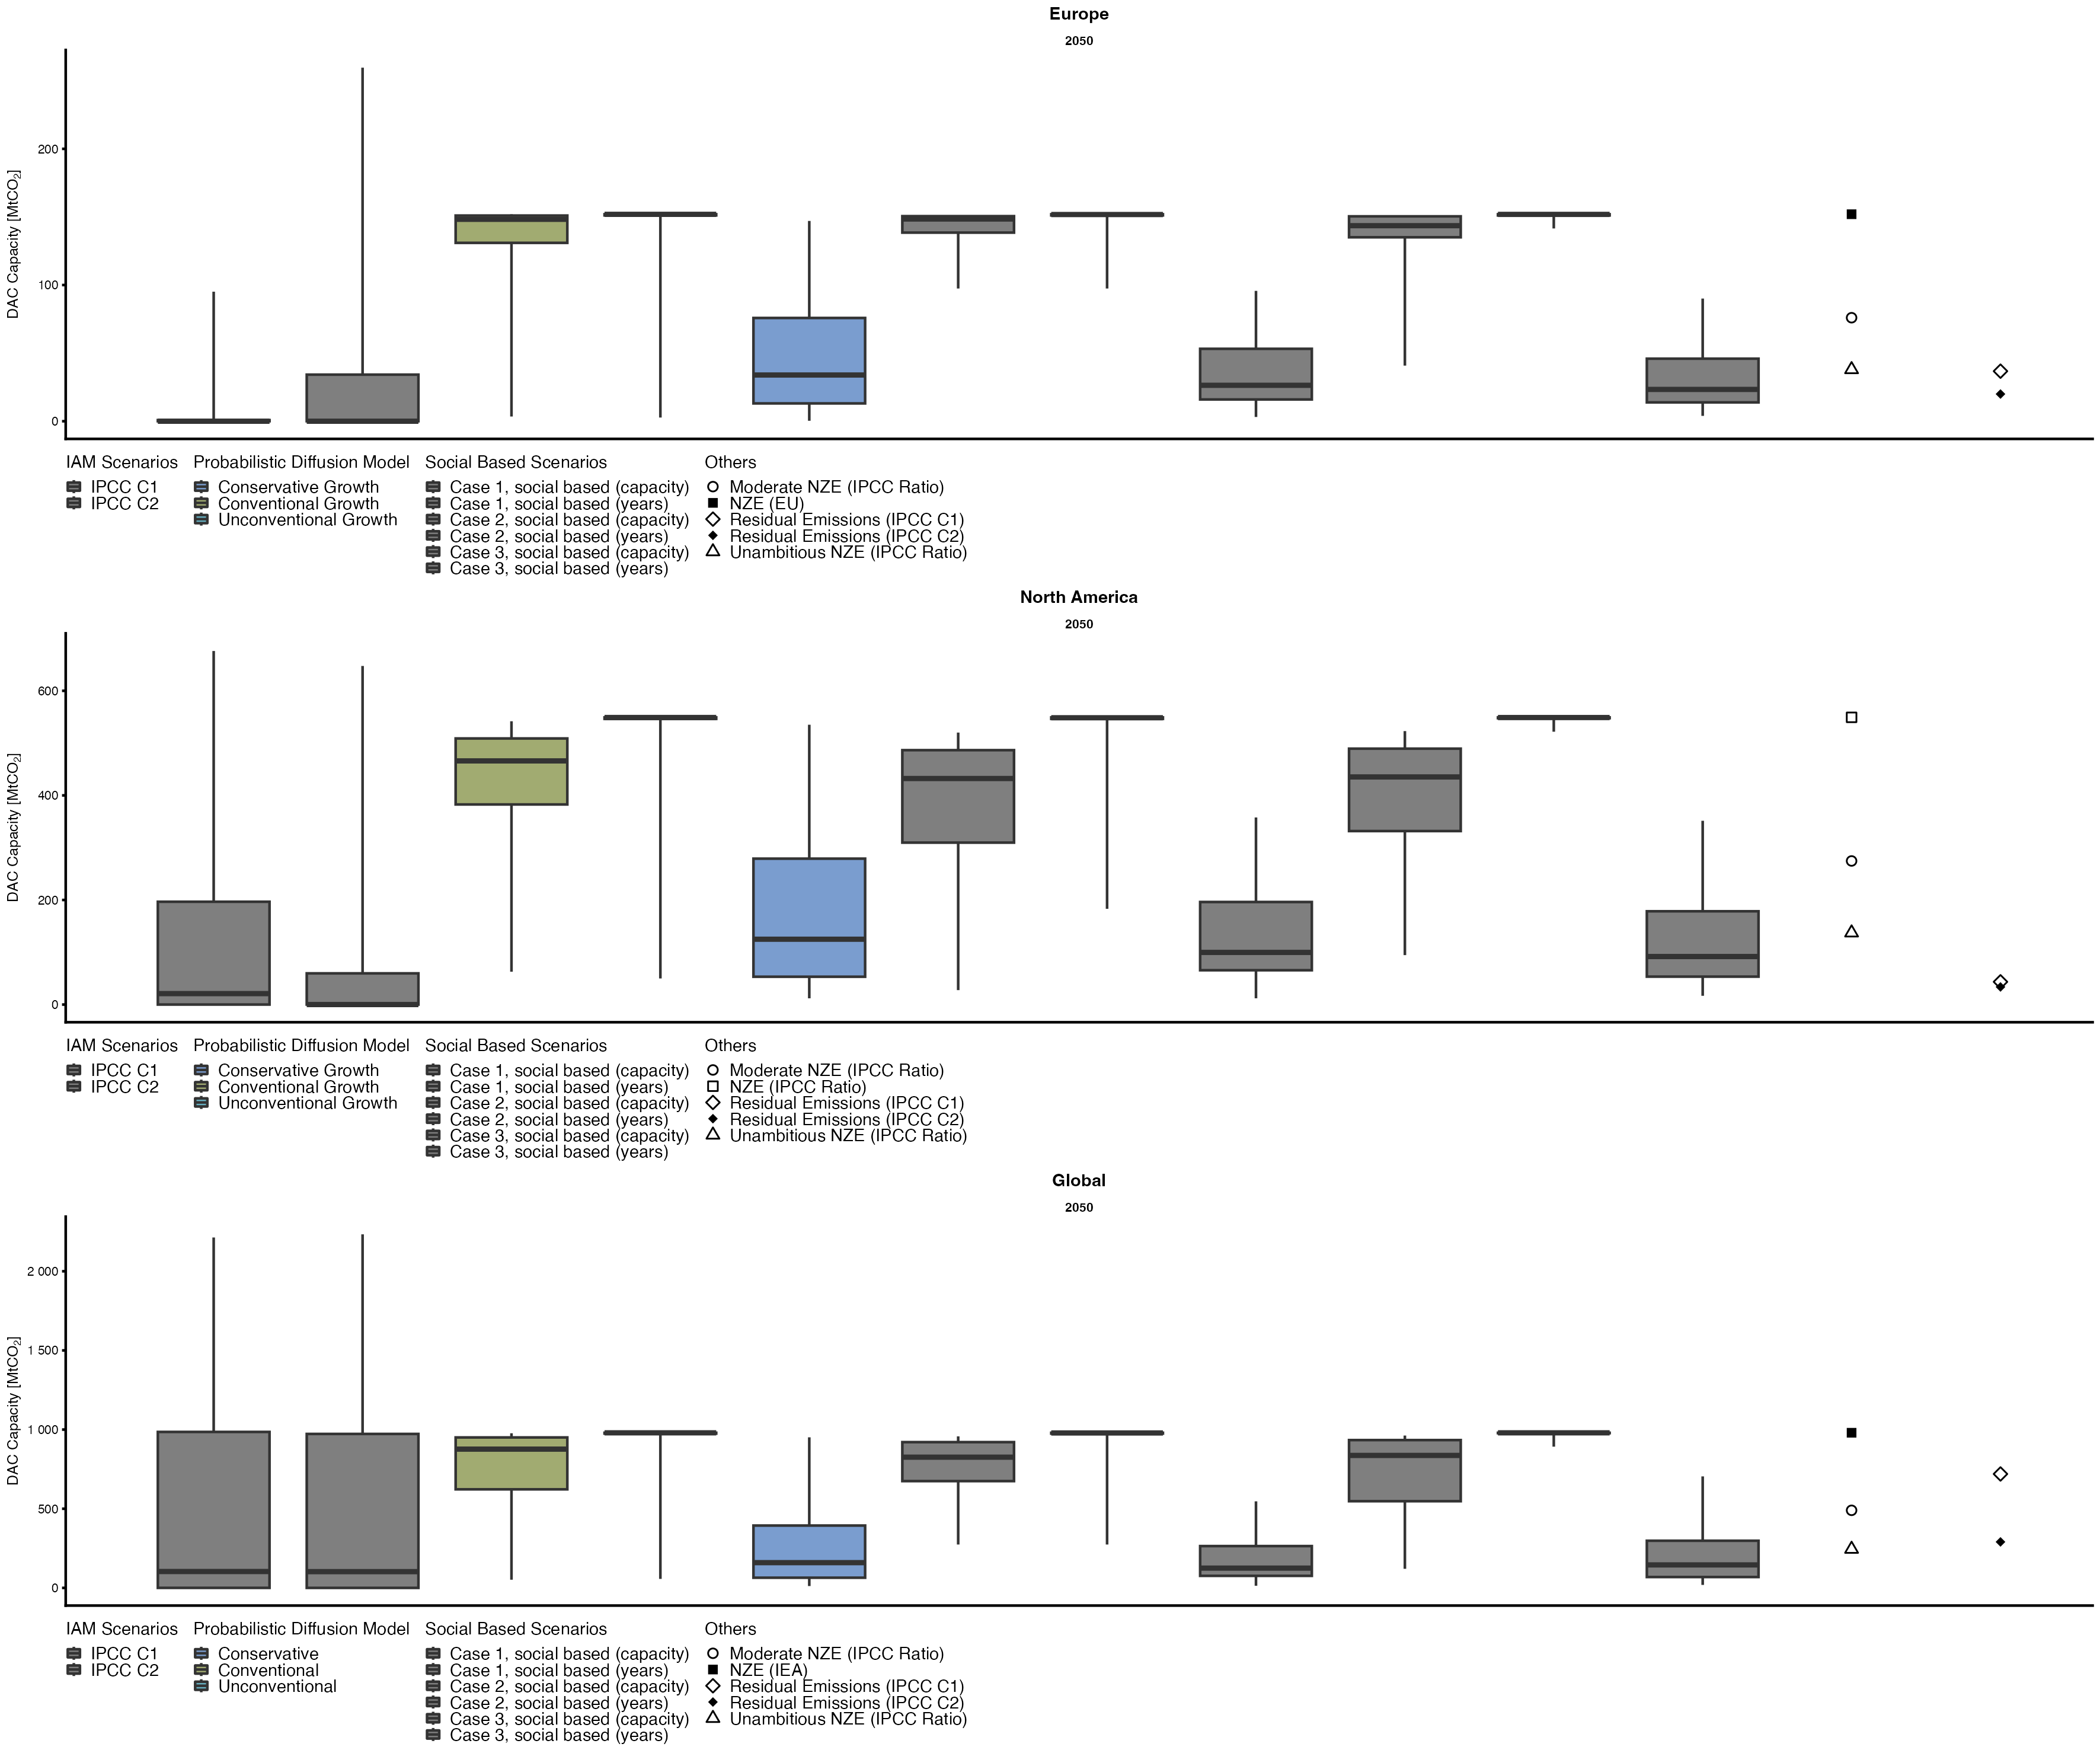 Europe
2050
DAC Capacity [MtCO₂]
200
100
0
IAM Scenarios
IPCC C1
IPCC C2
Probabilistic Diffusion Model
Conservative Growth
Conventional Growth
Unconventional Growth
Social Based Scenarios
Case 1, social based (capacity)
Case 1, social based (years)
Case 2, social based (capacity)
Case 2, social based (years)
Case 3, social based (capacity)
Case 3, social based (years)
Others
Moderate NZE (IPCC Ratio)
NZE (EU)
Residual Emissions (IPCC C1)
Residual Emissions (IPCC C2)
Unambitious NZE (IPCC Ratio)
North America
2050
DAC Capacity [MtCO₂]
600
400
200
0
IAM Scenarios
IPCC C1
IPCC C2
Probabilistic Diffusion Model
Conservative Growth
Conventional Growth
Unconventional Growth
Social Based Scenarios
Case 1, social based (capacity)
Case 1, social based (years)
Case 2, social based (capacity)
Case 2, social based (years)
Case 3, social based (capacity)
Case 3, social based (years)
Others
Moderate NZE (IPCC Ratio)
NZE (IPCC Ratio)
Residual Emissions (IPCC C1)
Residual Emissions (IPCC C2)
Unambitious NZE (IPCC Ratio)
Global
2050
DAC Capacity [MtCO₂]
2 000
1 500
1 000
500
0
IAM Scenarios
IPCC C1
IPCC C2
Probabilistic Diffusion Model
Conservative
Conventional
Unconventional
Social Based Scenarios
Case 1, social based (capacity)
Case 1, social based (years)
Case 2, social based (capacity)
Case 2, social based (years)
Case 3, social based (capacity)
Case 3, social based (years)
Others
Moderate NZE (IPCC Ratio)
NZE (IEA)
Residual Emissions (IPCC C1)
Residual Emissions (IPCC C2)
Unambitious NZE (IPCC Ratio)